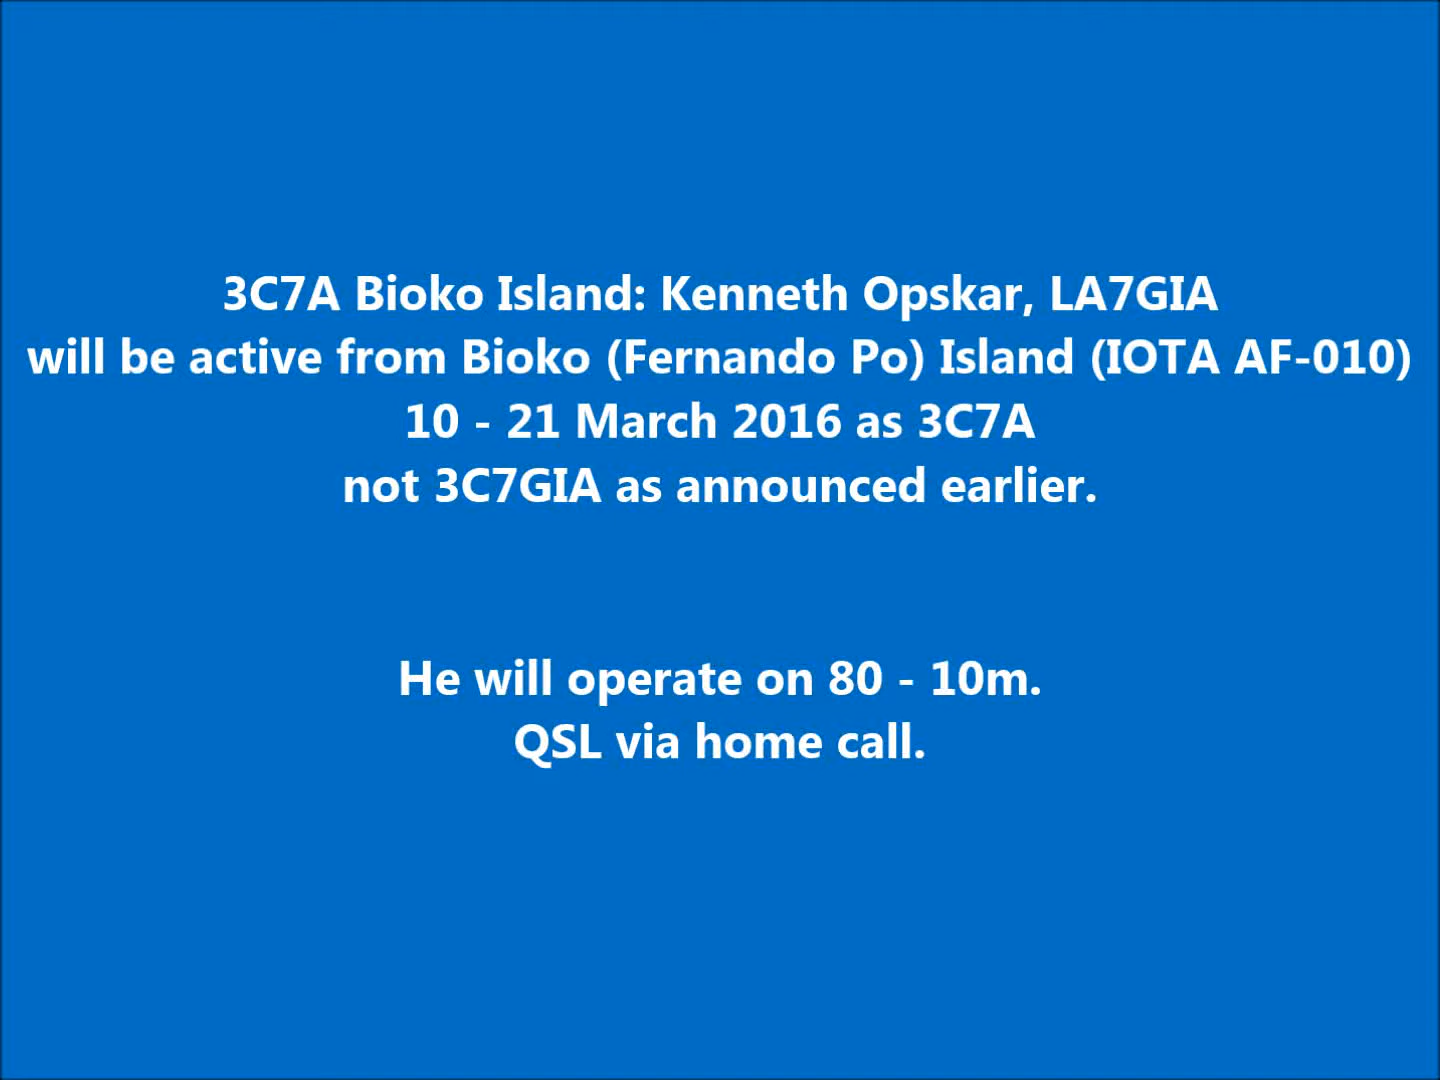 3C7A Bioko Island: Kenneth Opskar, LA7GIA
will be active from Bioko (Fernando Po) Island (IOTA AF-010)
10 - 21 March 2016 as 3C7A
not 3C7GIA as announced earlier.
He will operate on 80 - 10m.
QSL via home call.